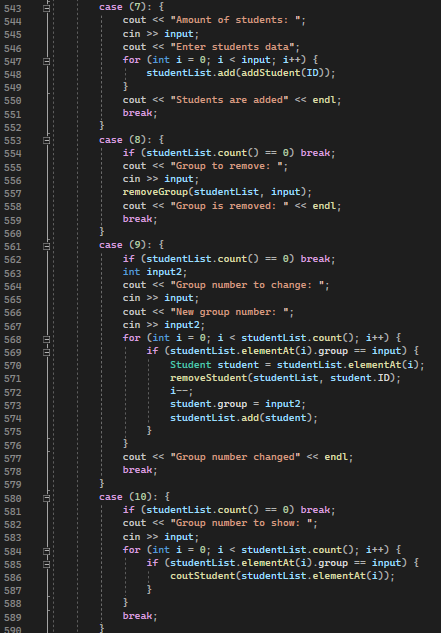 543 case (7): {
544 cout << "Amount of students: ";
545 cin >> input;
546 cout << "Enter students data";
547 for (int i = 0; i < input; i++) {
548 studentList.add(addStudent(ID));
549 }
550 cout << "Students are added" << endl;
551 break;
552 }
553 case (8): {
554 if (studentList.count() == 0) break;
555 cout << "Group to remove: ";
556 cin >> input;
557 removeGroup(studentList, input);
558 cout << "Group is removed: " << endl;
559 break;
560 }
561 case (9): {
562 if (studentList.count() == 0) break;
563 int input2;
564 cout << "Group number to change: ";
565 cin >> input;
566 cout << "New group number: ";
567 cin >> input2;
568 for (int i = 0; i < studentList.count(); i++) {
569 if (studentList.elementAt(i).group == input) {
570 Student student = studentList.elementAt(i);
571 removeStudent(studentList, student.ID);
572 i--;
573 student.group = input2;
574 studentList.add(student);
575 }
576 }
577 cout << "Group number changed" << endl;
578 break;
579 }
580 case (10): {
581 if (studentList.count() == 0) break;
582 cout << "Group number to show: ";
583 cin >> input;
584 for (int i = 0; i < studentList.count(); i++) {
585 if (studentList.elementAt(i).group == input) {
586 coutStudent(studentList.elementAt(i));
587 }
588 }
589 break;
590 }